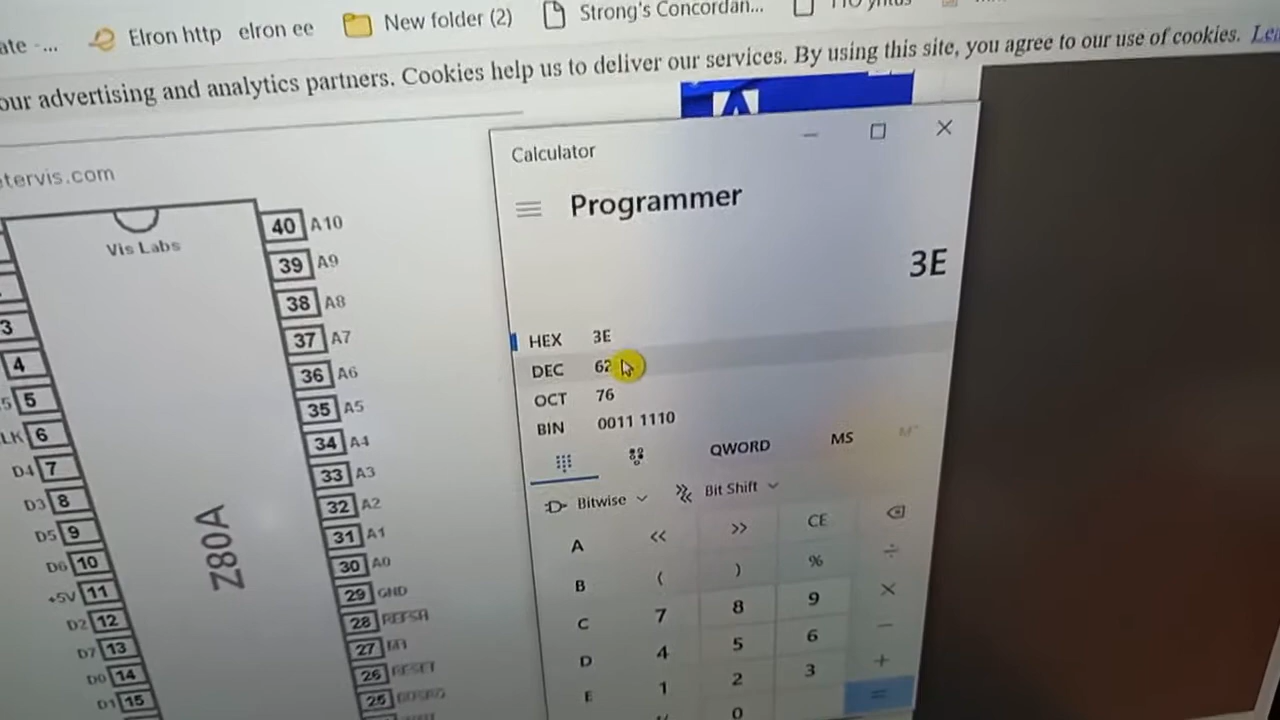 ate -... Elron http elron ee New folder (2) Strong's Concordan...
our advertising and analytics partners. Cookies help us to deliver our services. By using this site, you agree to our use of cookies.
tervis.com
Vis Labs
Z80A
3
4
5 5
LK 6
D4 7
D3 8
D5 9
D6 10
+5V 11
D2 12
D7 13
D0 14
D1 15
40 A10
39 A9
38 A8
37 A7
36 A6
35 A5
34 A4
33 A3
32 A2
31 A1
30 A0
29 GND
28 REFSH
27 M1
26 RESET
25
Calculator
Programmer
3E
HEX 3E
DEC 62
OCT 76
BIN 0011 1110
QWORD MS
Bitwise Bit Shift
A << >> CE
B ( ) % ÷
C 7 8 9 ×
D 4 5 6 −
E 1 2 3 +
0 =